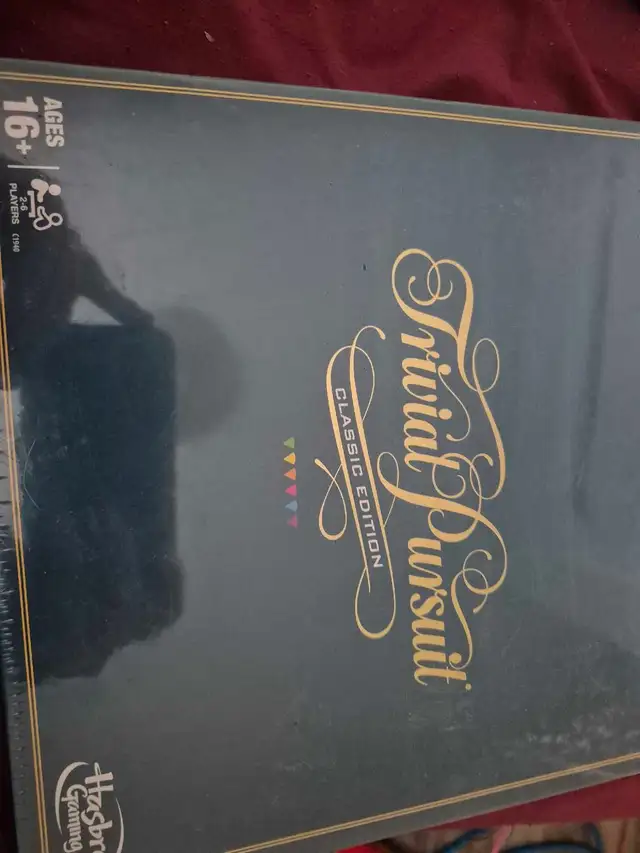 Trivial Pursuit
CLASSIC EDITION
AGES
16+
2-6
PLAYERS
C1940
Hasbro
Gaming